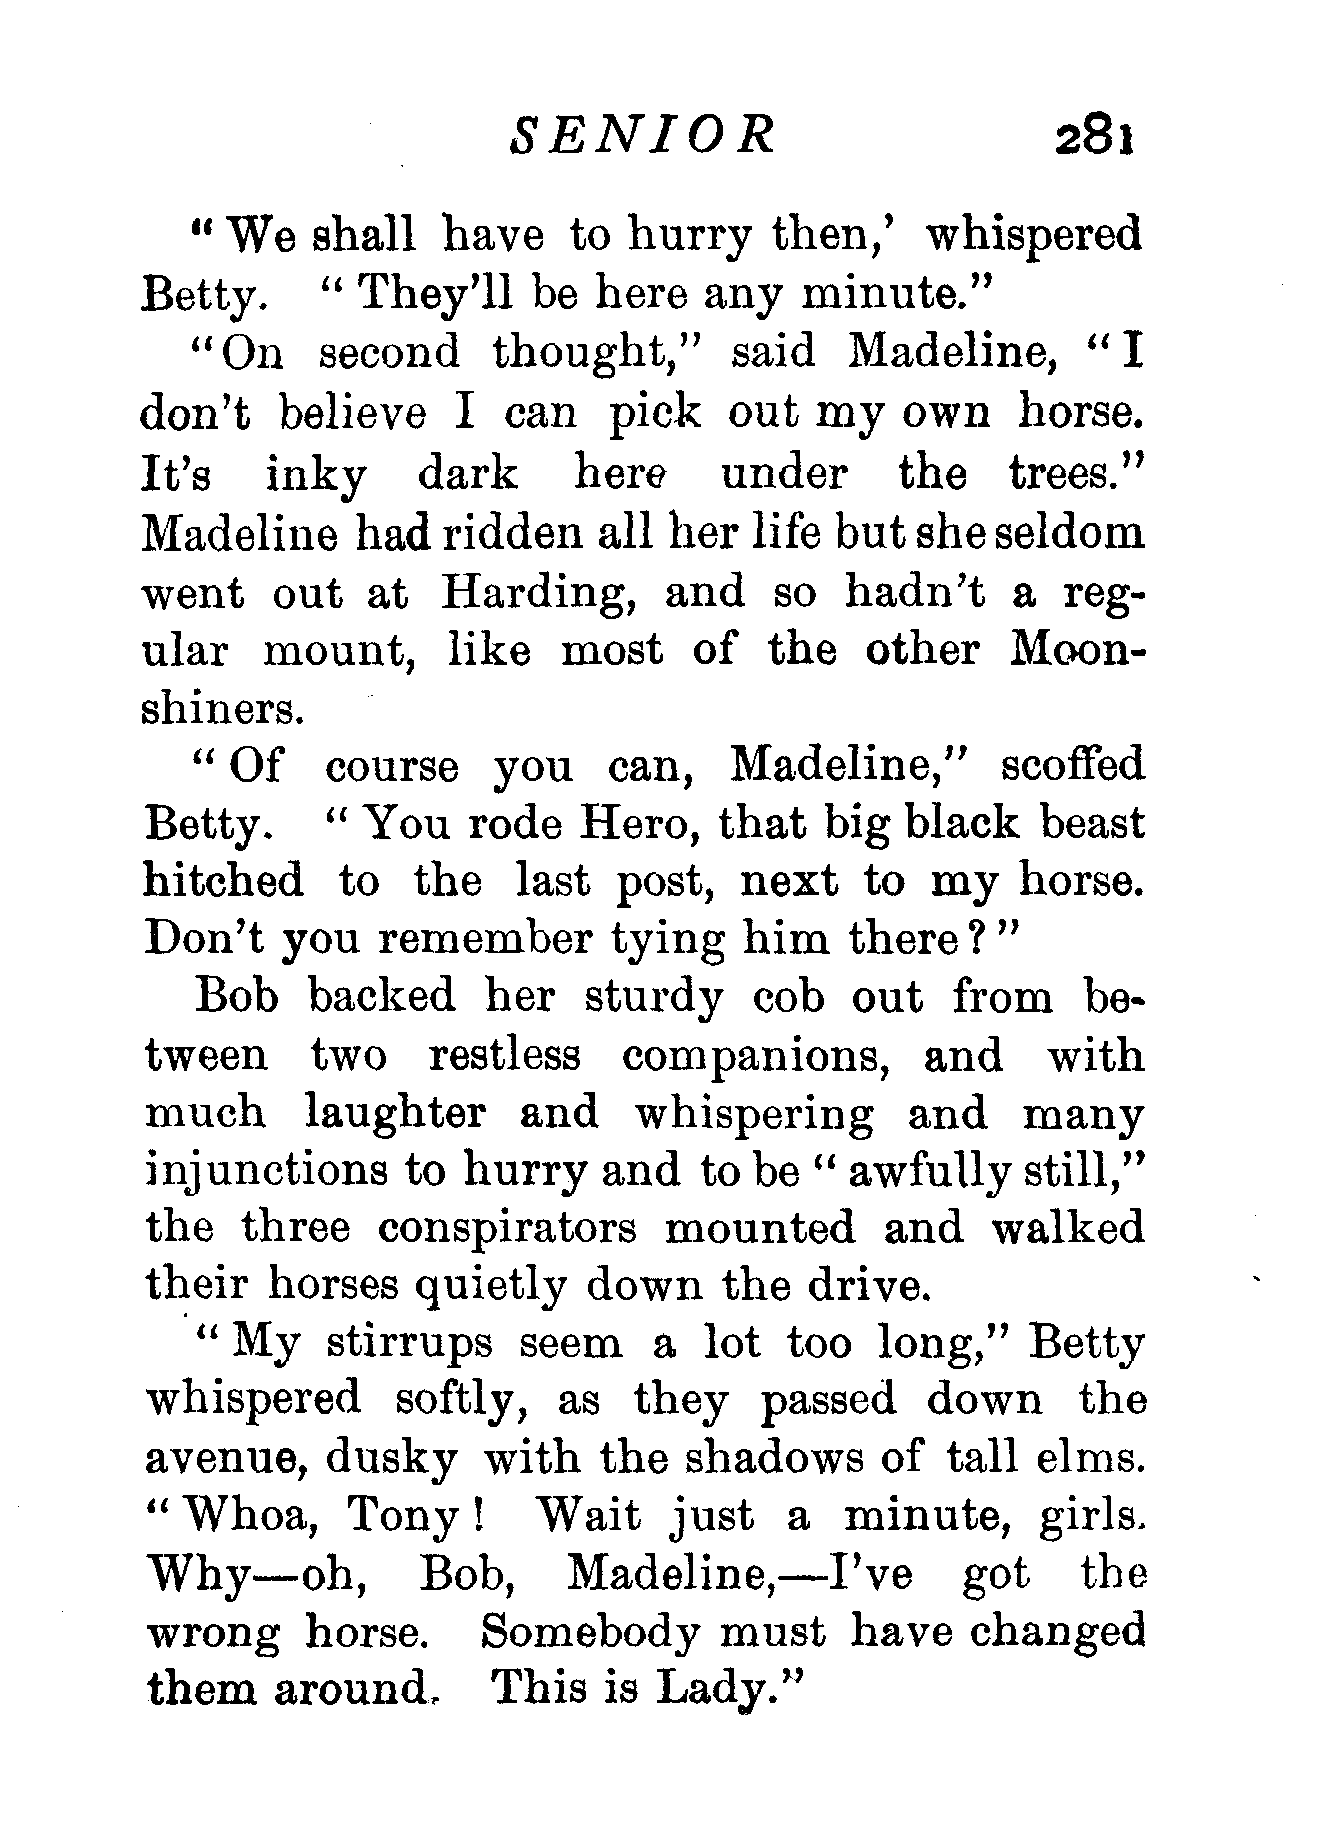 SENIOR 281
" We shall have to hurry then,' whispered
Betty. " They'll be here any minute."
"On second thought," said Madeline, " I
don't believe I can pick out my own horse.
It's inky dark here under the trees."
Madeline had ridden all her life but she seldom
went out at Harding, and so hadn't a reg-
ular mount, like most of the other Moon-
shiners.
" Of course you can, Madeline," scoffed
Betty. " You rode Hero, that big black beast
hitched to the last post, next to my horse.
Don't you remember tying him there? "
Bob backed her sturdy cob out from be-
tween two restless companions, and with
much laughter and whispering and many
injunctions to hurry and to be " awfully still,"
the three conspirators mounted and walked
their horses quietly down the drive.
" My stirrups seem a lot too long," Betty
whispered softly, as they passed down the
avenue, dusky with the shadows of tall elms.
" Whoa, Tony ! Wait just a minute, girls.
Why—oh, Bob, Madeline,—I've got the
wrong horse. Somebody must have changed
them around. This is Lady."